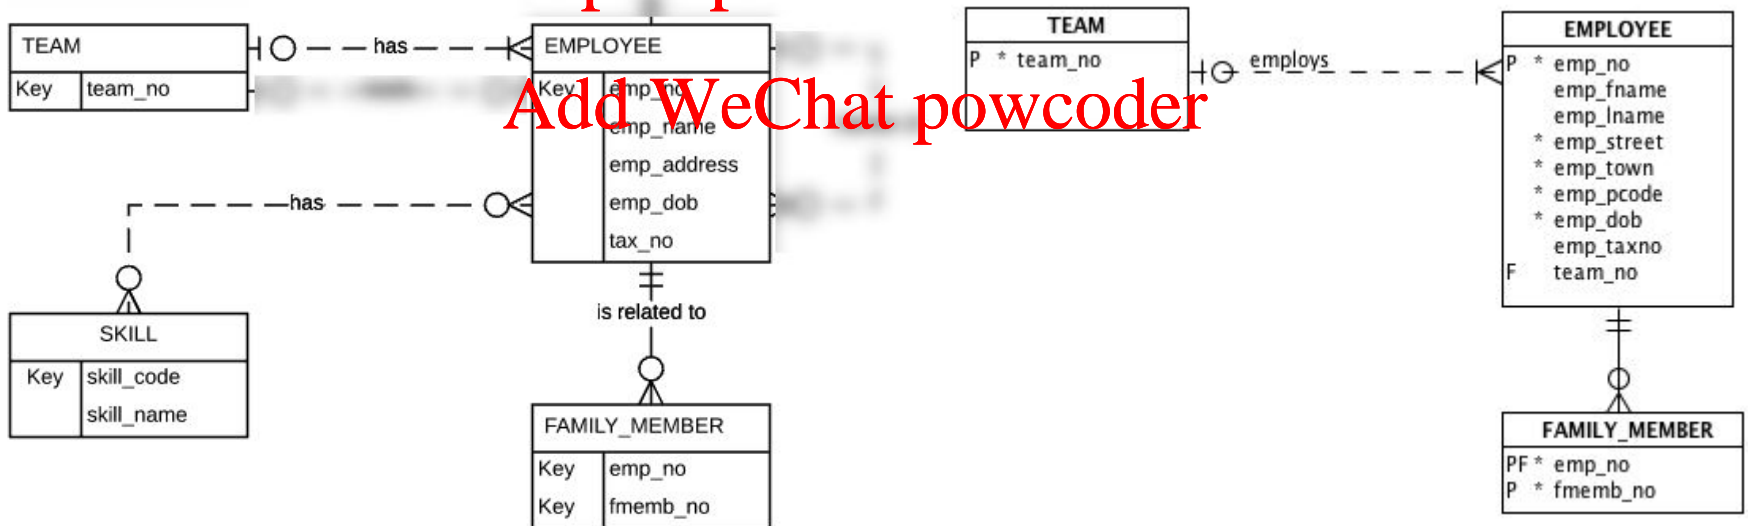 TEAM
Key team_no
has
EMPLOYEE
Key emp_no
emp_name
emp_address
emp_dob
tax_no
has
SKILL
Key skill_code
skill_name
is related to
FAMILY_MEMBER
Key emp_no
Key fmemb_no
Add WeChat powcoder
TEAM
P * team_no
employs
EMPLOYEE
P * emp_no
emp_fname
emp_lname
* emp_street
* emp_town
* emp_pcode
* emp_dob
emp_taxno
F team_no
FAMILY_MEMBER
PF * emp_no
P * fmemb_no